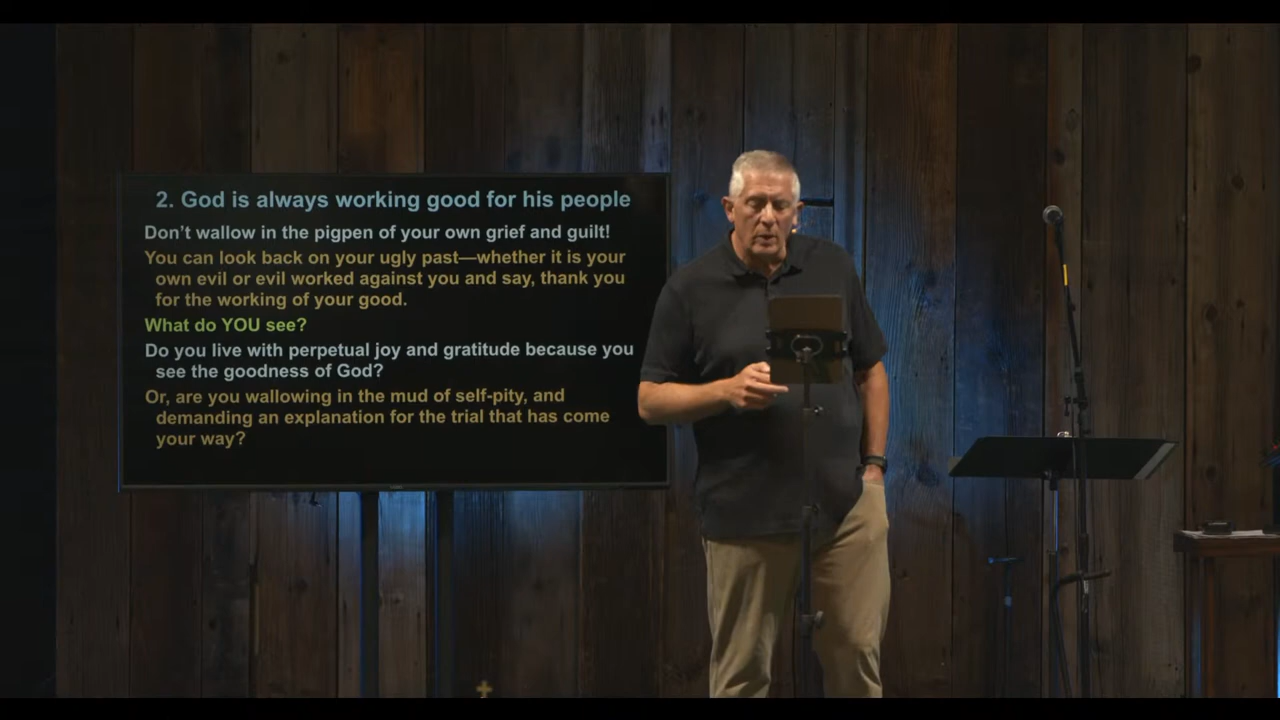 2. God is always working good for his people
Don't wallow in the pigpen of your own grief and guilt!
You can look back on your ugly past—whether it is your
own evil or evil worked against you and say, thank you
for the working of your good.
What do YOU see?
Do you live with perpetual joy and gratitude because you
see the goodness of God?
Or, are you wallowing in the mud of self-pity, and
demanding an explanation for the trial that has come
your way?